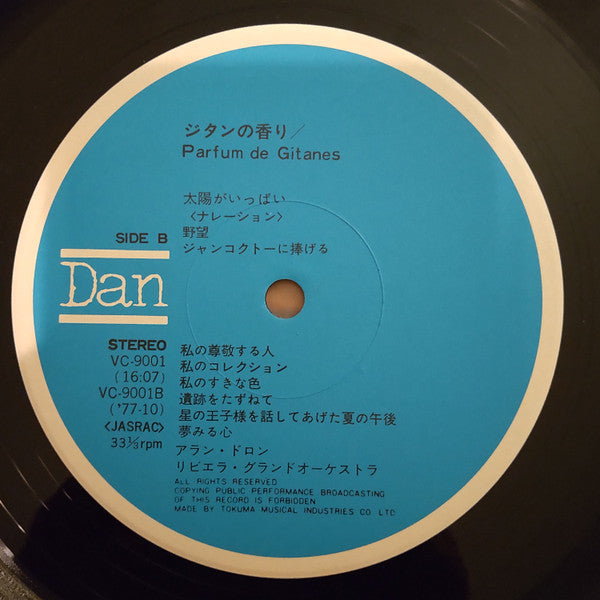 ジタンの香り/
Parfum de Gitanes
太陽がいっぱい
〈ナレーション〉
野望
ジャンコクトーに捧げる
SIDE B
Dan
STEREO
VC-9001
(16:07)
VC-9001B
('77-10)
〈JASRAC〉
33⅓rpm
私の尊敬する人
私のコレクション
私のすきな色
遺跡をたずねて
星の王子様を話してあげた夏の午後
夢みる心
アラン・ドロン
リビエラ・グランドオーケストラ
ALL RIGHTS RESERVED
COPYING PUBLIC PERFORMANCE BROADCASTING
OF THIS RECORD IS FORBIDDEN
MADE BY TOKUMA MUSICAL INDUSTRIES CO LTD